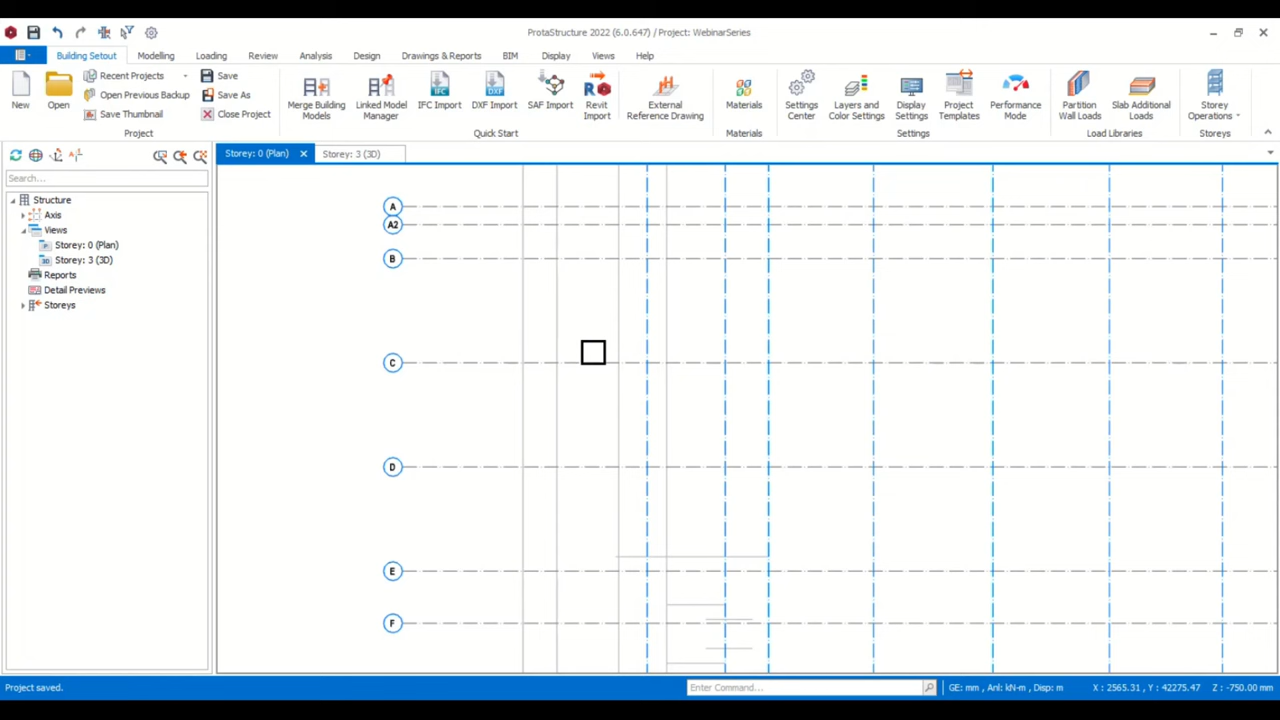 ProtaStructure 2022 (6.0.647) / Project: WebinarSeries
Building Setout Modelling Loading Review Analysis Design Drawings & Reports BIM Display Views Help
New
Open
Recent Projects
Open Previous Backup
Save Thumbnail
Save
Save As
Close Project
Project
Merge Building Models
Linked Model Manager
IFC Import
DXF Import
SAF Import
Revit Import
Quick Start
External Reference Drawing
Materials
Materials
Settings Center
Layers and Color Settings
Display Settings
Project Templates
Performance Mode
Settings
Partition Wall Loads
Slab Additional Loads
Load Libraries
Storey Operations
Storeys
Storey: 0 (Plan)
Storey: 3 (3D)
Search...
Structure
Axis
Views
Storey: 0 (Plan)
Storey: 3 (3D)
Reports
Detail Previews
Storeys
A
A2
B
C
D
E
F
Project saved.
Enter Command...
GE: mm , Anl: kN-m , Disp: m
X : 2565.31 , Y : 42275.47
Z : -750.00 mm